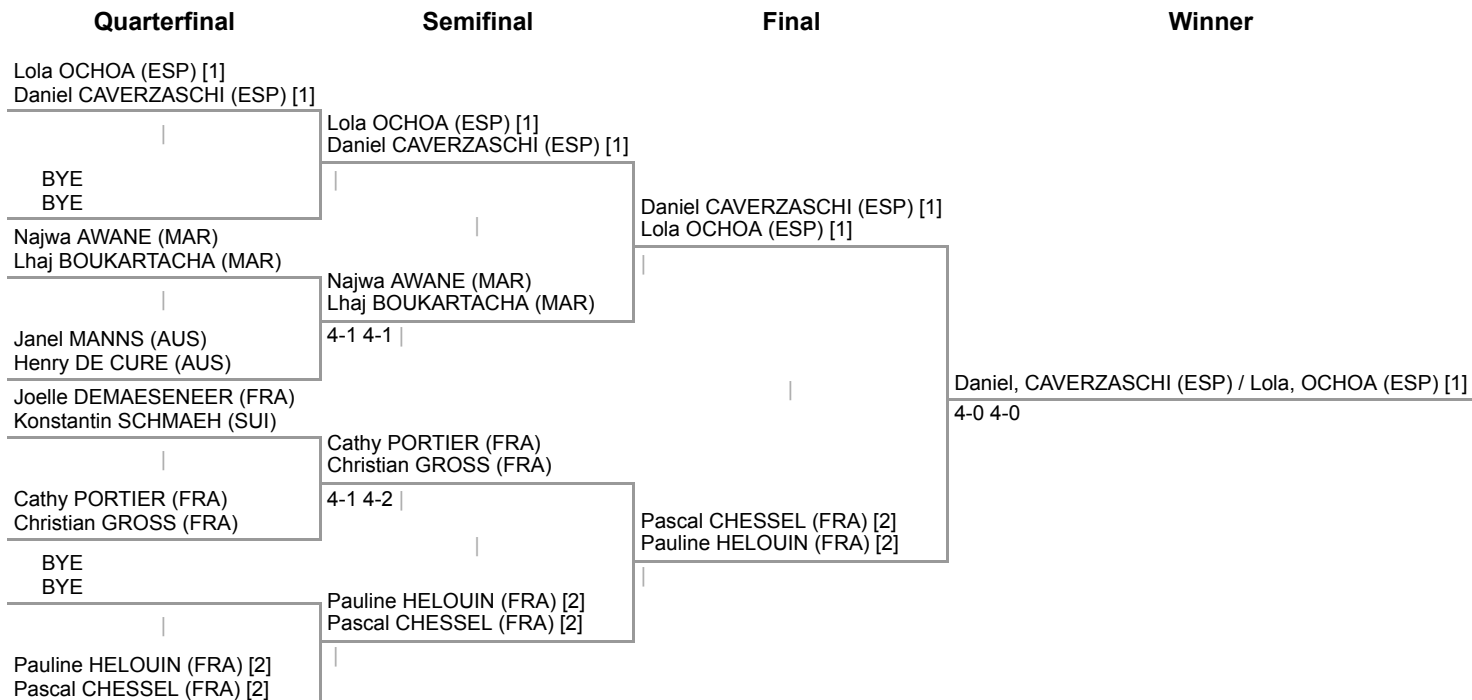 Quarterfinal Semifinal Final Winner
Lola OCHOA (ESP) [1]
Daniel CAVERZASCHI (ESP) [1]
BYE
BYE
Najwa AWANE (MAR)
Lhaj BOUKARTACHA (MAR)
Janel MANNS (AUS)
Henry DE CURE (AUS)
Joelle DEMAESENEER (FRA)
Konstantin SCHMAEH (SUI)
Cathy PORTIER (FRA)
Christian GROSS (FRA)
BYE
BYE
Pauline HELOUIN (FRA) [2]
Pascal CHESSEL (FRA) [2]
Lola OCHOA (ESP) [1]
Daniel CAVERZASCHI (ESP) [1]
Najwa AWANE (MAR)
Lhaj BOUKARTACHA (MAR)
4-1 4-1
Cathy PORTIER (FRA)
Christian GROSS (FRA)
4-1 4-2
Pauline HELOUIN (FRA) [2]
Pascal CHESSEL (FRA) [2]
Daniel CAVERZASCHI (ESP) [1]
Lola OCHOA (ESP) [1]
Pascal CHESSEL (FRA) [2]
Pauline HELOUIN (FRA) [2]
Daniel, CAVERZASCHI (ESP) / Lola, OCHOA (ESP) [1]
4-0 4-0